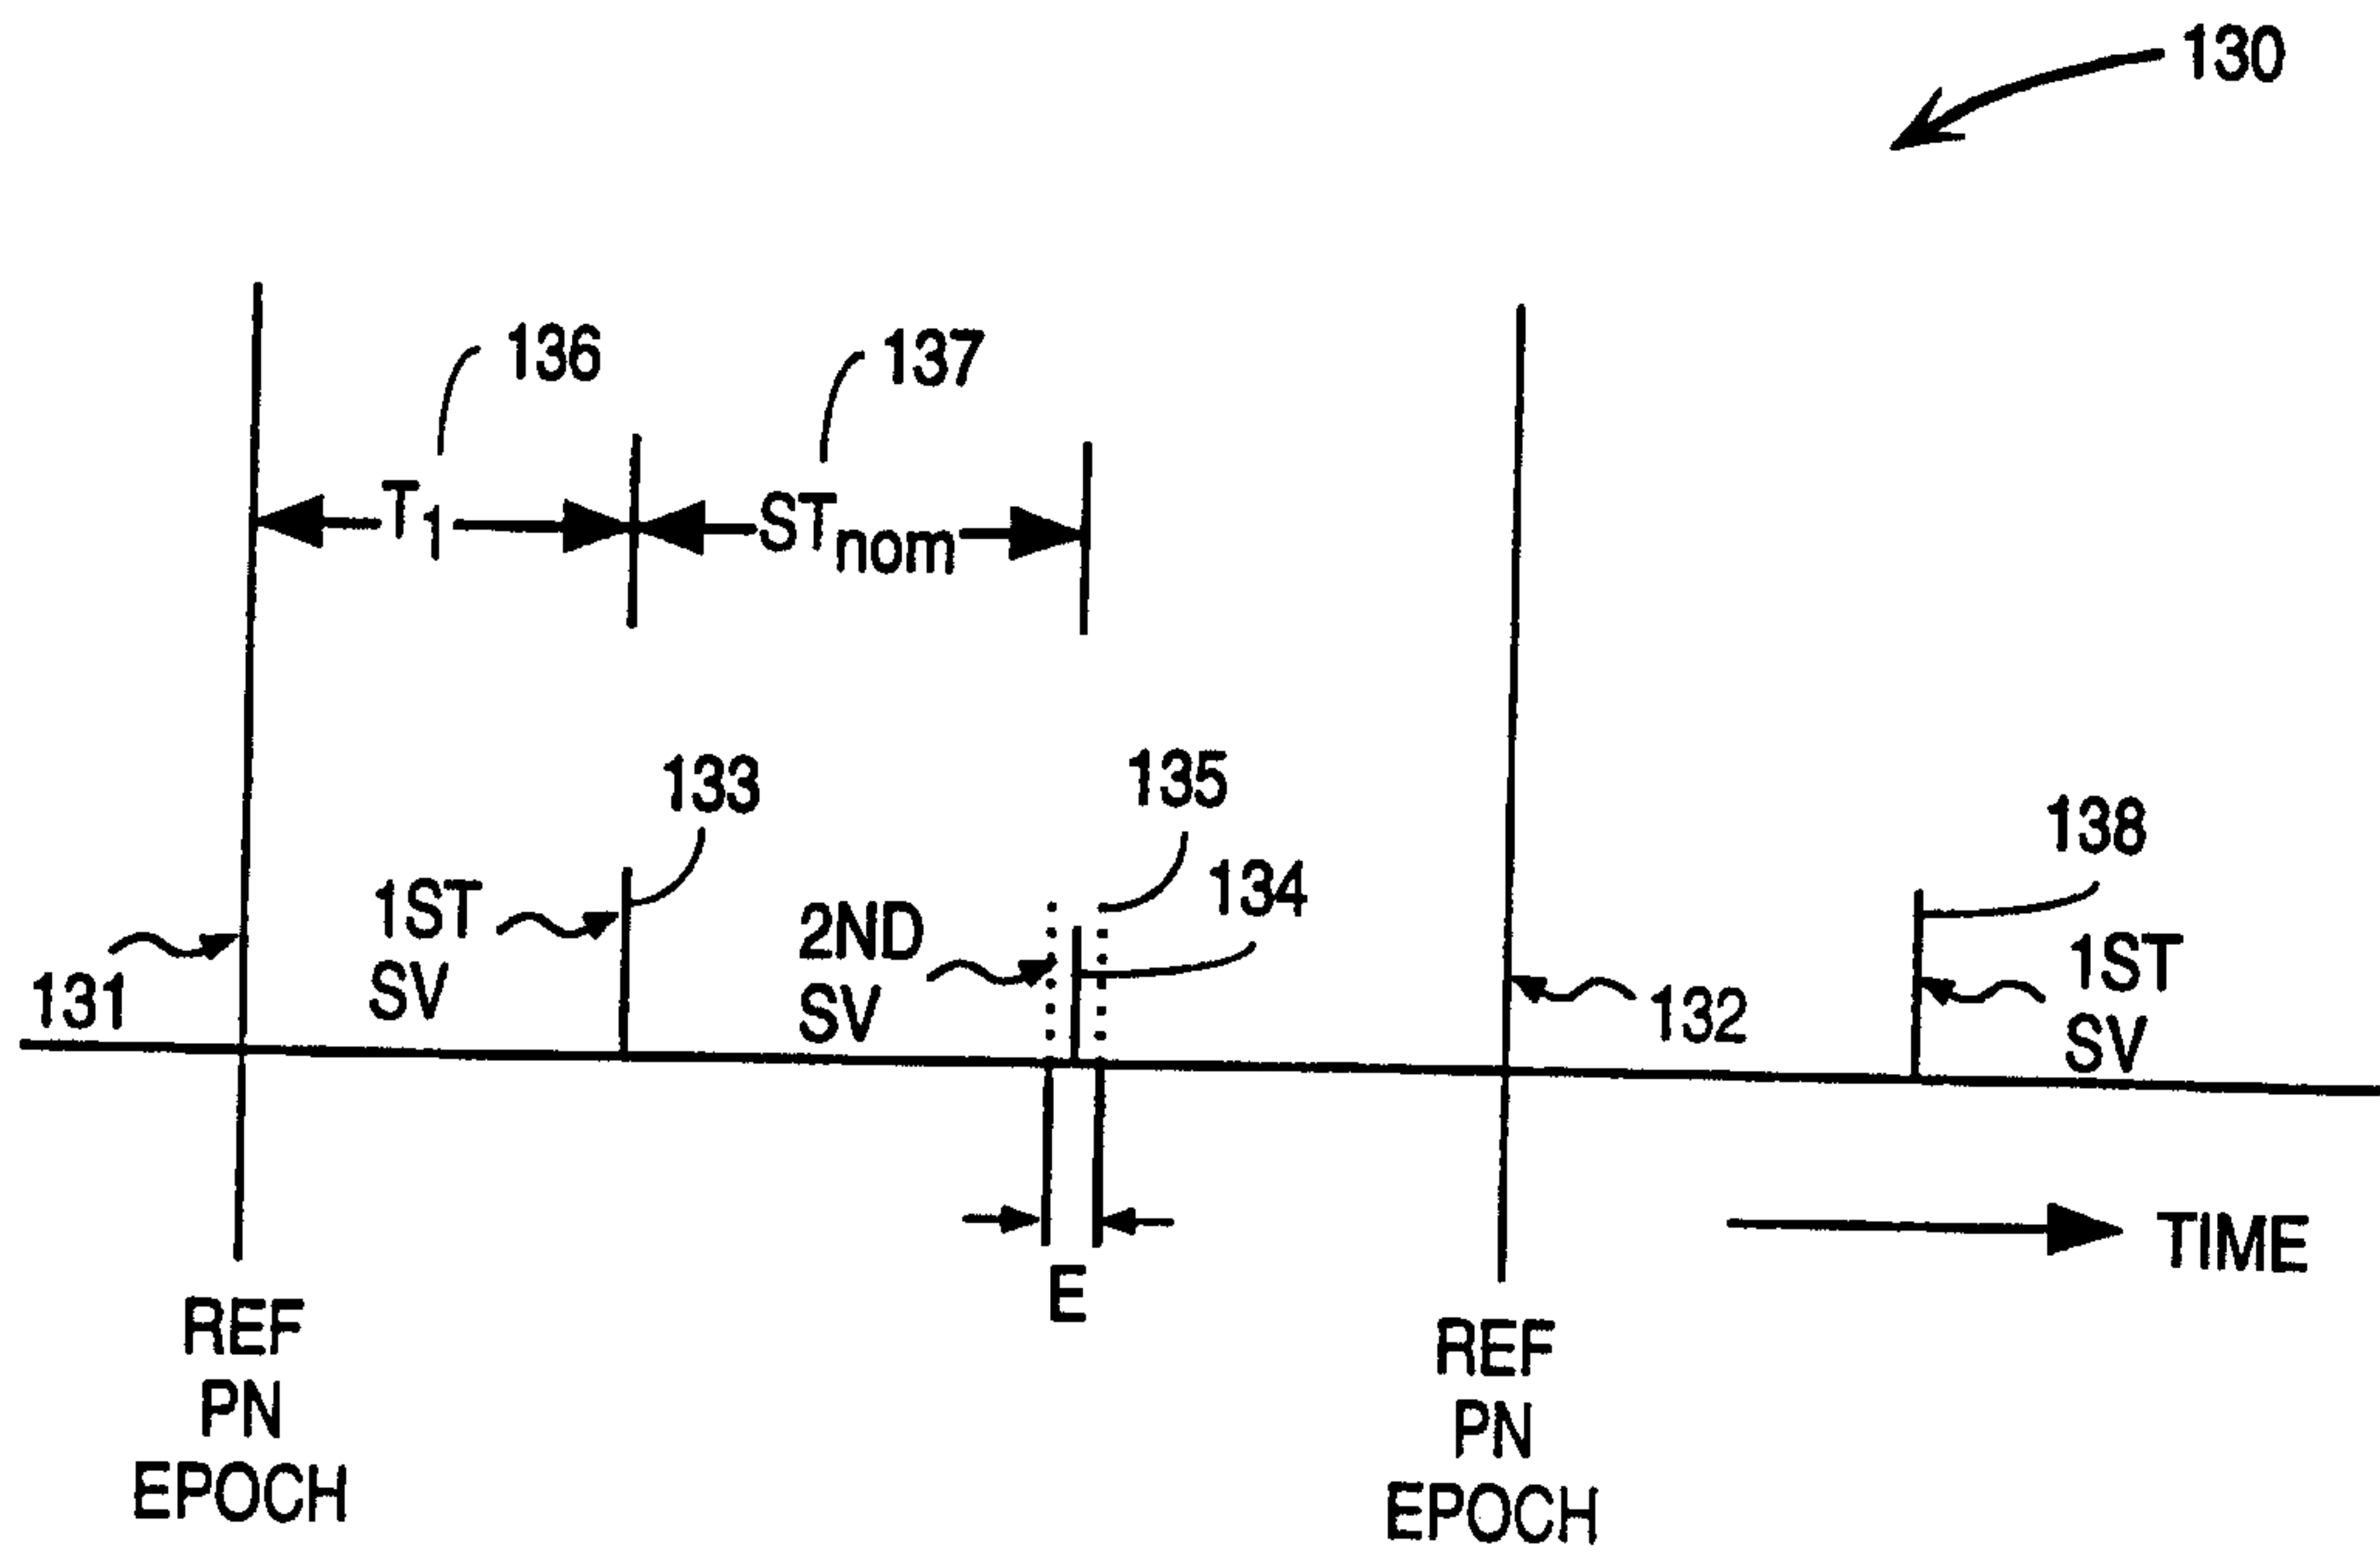 130
136
137
T1
STnom
133
135
134
138
1ST
SV
2ND
SV
131
132
1ST
SV
E
TIME
REF
PN
EPOCH
REF
PN
EPOCH